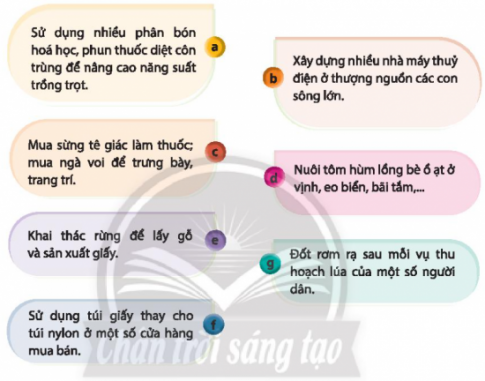 Sử dụng nhiều phân bón
hoá học, phun thuốc diệt côn
trùng để nâng cao năng suất
trồng trọt.
a
b
Xây dựng nhiều nhà máy thuỷ
điện ở thượng nguồn các con
sông lớn.
Mua sừng tê giác làm thuốc;
mua ngà voi để trưng bày,
trang trí.
c
d
Nuôi tôm hùm lồng bè ồ ạt ở
vịnh, eo biển, bãi tắm,...
Khai thác rừng để lấy gỗ
và sản xuất giấy.
e
g
Đốt rơm rạ sau mỗi vụ thu
hoạch lúa của một số người
dân.
Sử dụng túi giấy thay cho
túi nylon ở một số cửa hàng
mua bán.
f
Chân trời sáng tạo